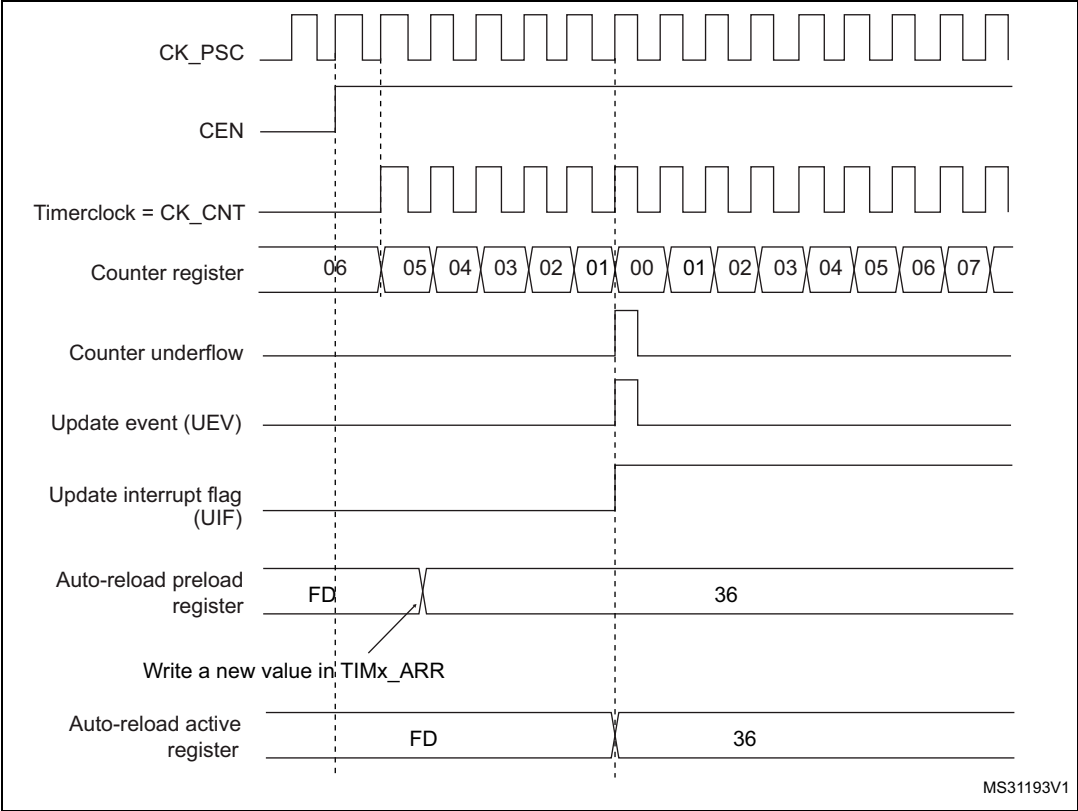 CK_PSC
CEN
Timerclock = CK_CNT
Counter register 06 05 04 03 02 01 00 01 02 03 04 05 06 07
Counter underflow
Update event (UEV)
Update interrupt flag
(UIF)
Auto-reload preload
register
FD 36
Write a new value in TIMx_ARR
Auto-reload active
register
FD 36
MS31193V1